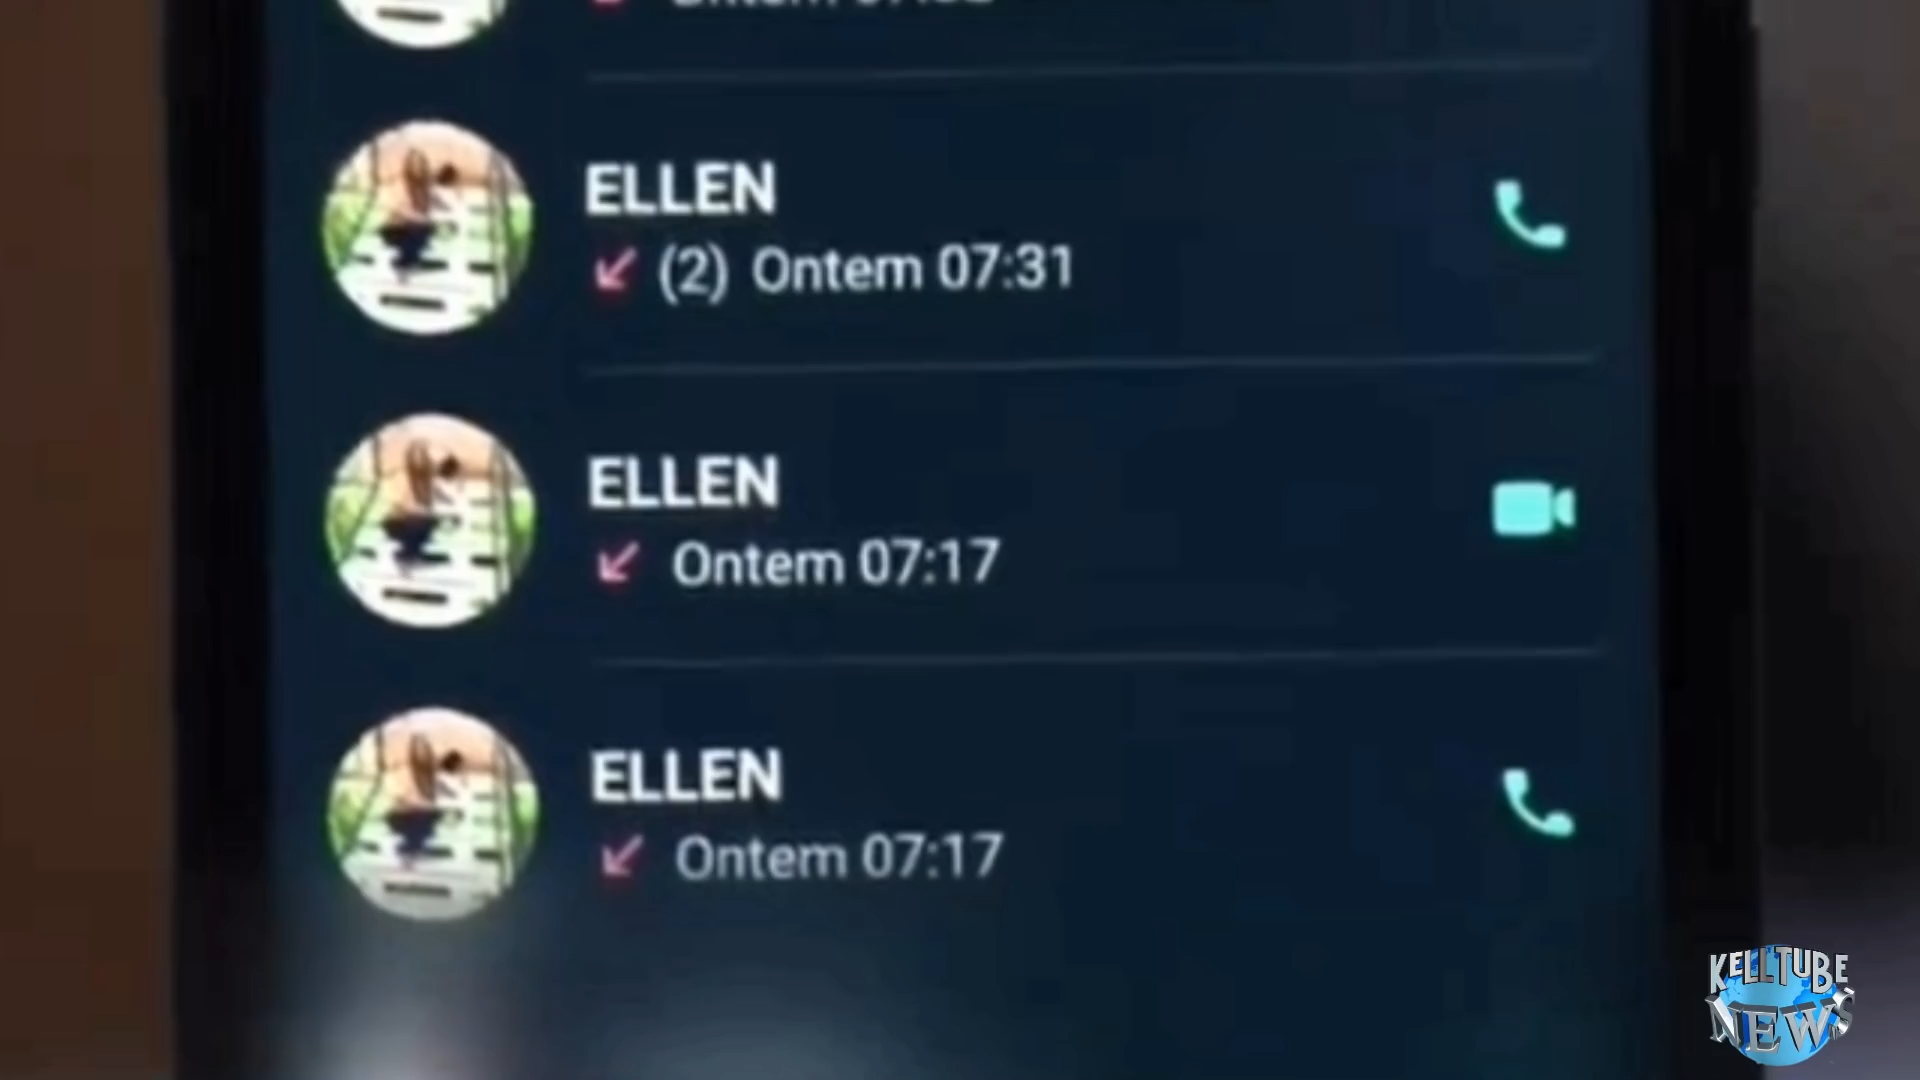 ELLEN
(2) Ontem 07:31
ELLEN
Ontem 07:17
ELLEN
Ontem 07:17
KELLTUBE
NEWS